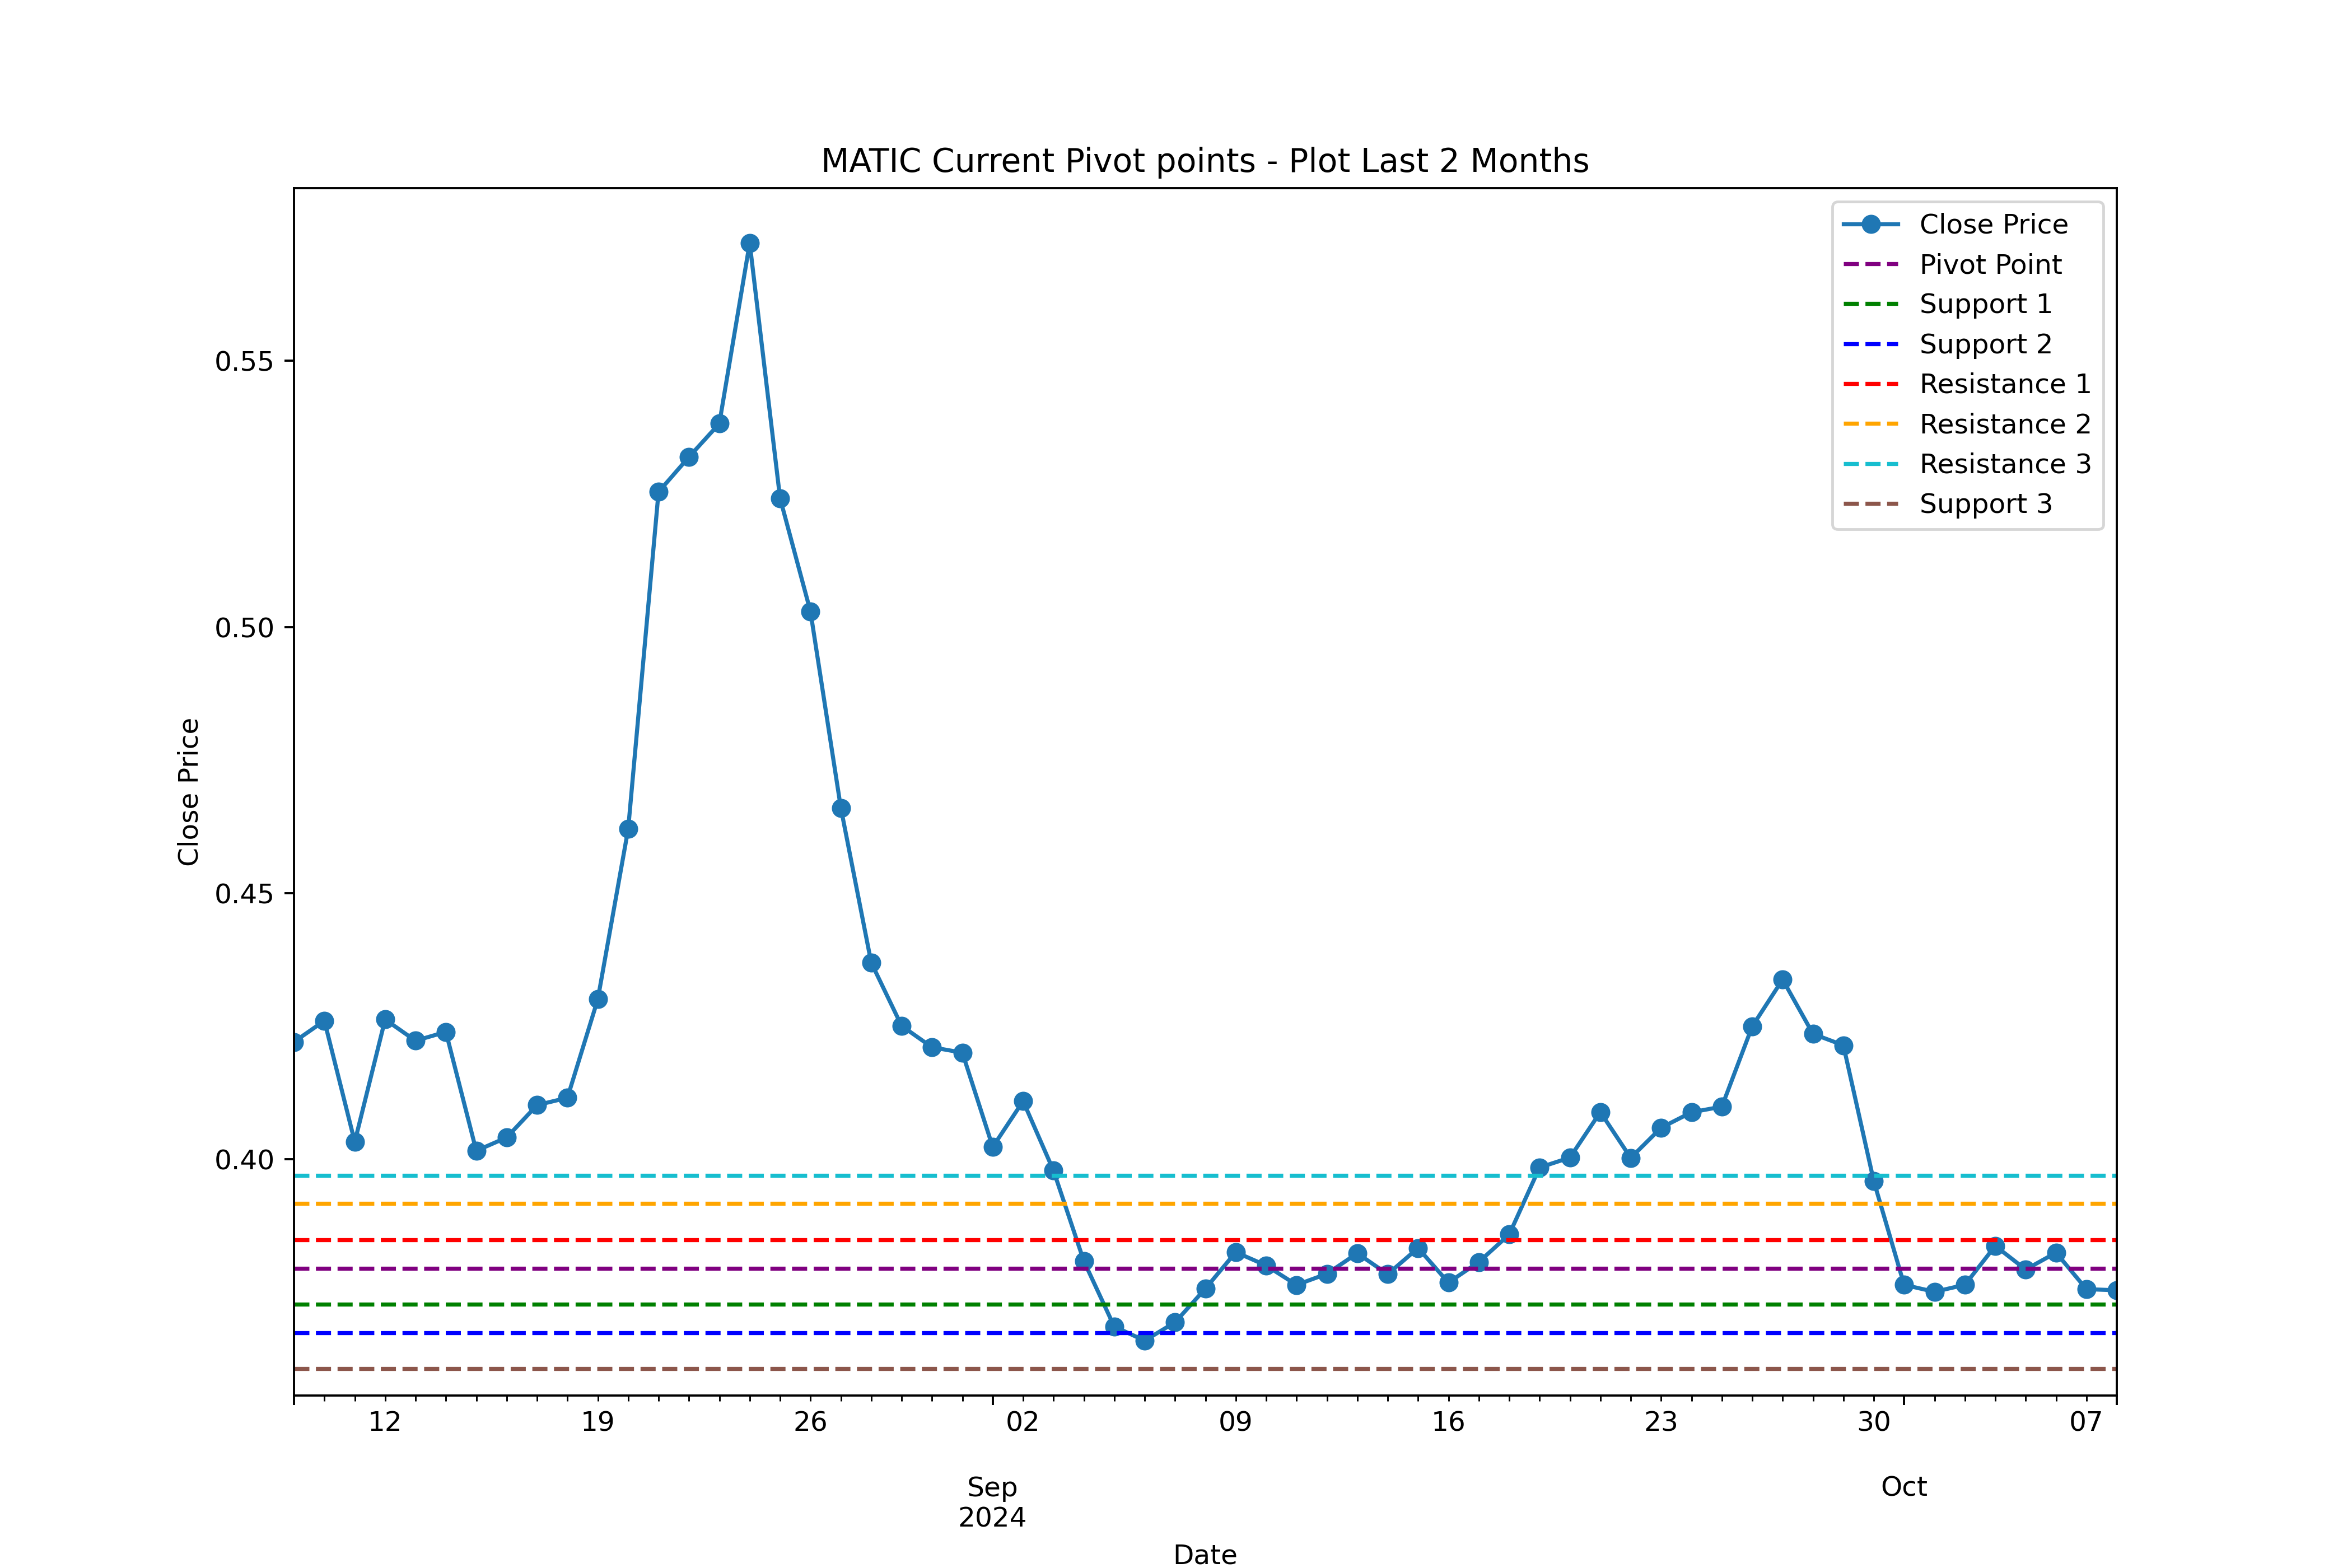 MATIC Current Pivot points - Plot Last 2 Months
Close Price
Pivot Point
Support 1
Support 2
Resistance 1
Resistance 2
Resistance 3
Support 3
0.55
0.50
0.45
0.40
Close Price
12 19 26 02 09 16 23 30 07
Sep Oct
2024
Date